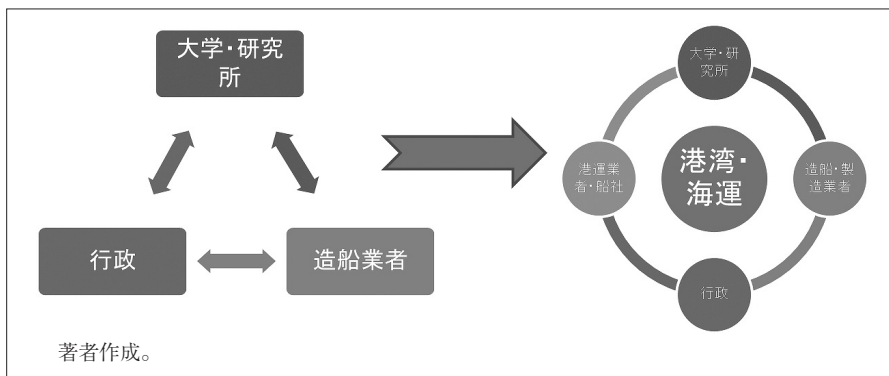 大学・研究
所
行政
造船業者
大学・研
究所
港運業
者・船社
港湾・
海運
造船・製
造業者
行政
著者作成。